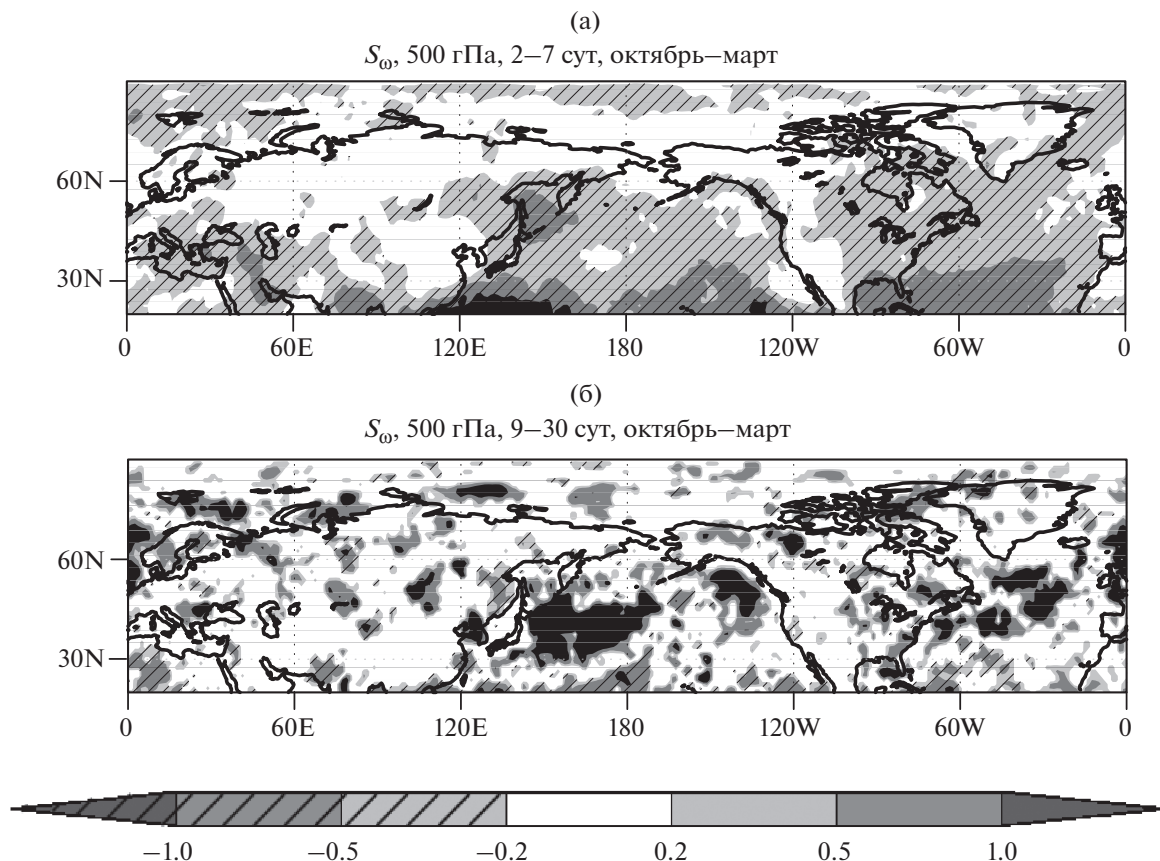 (а)
Sω, 500 гПа, 2–7 сут, октябрь–март
60N
30N
0 60E 120E 180 120W 60W 0
(б)
Sω, 500 гПа, 9–30 сут, октябрь–март
60N
30N
0 60E 120E 180 120W 60W 0
−1.0 −0.5 −0.2 0.2 0.5 1.0